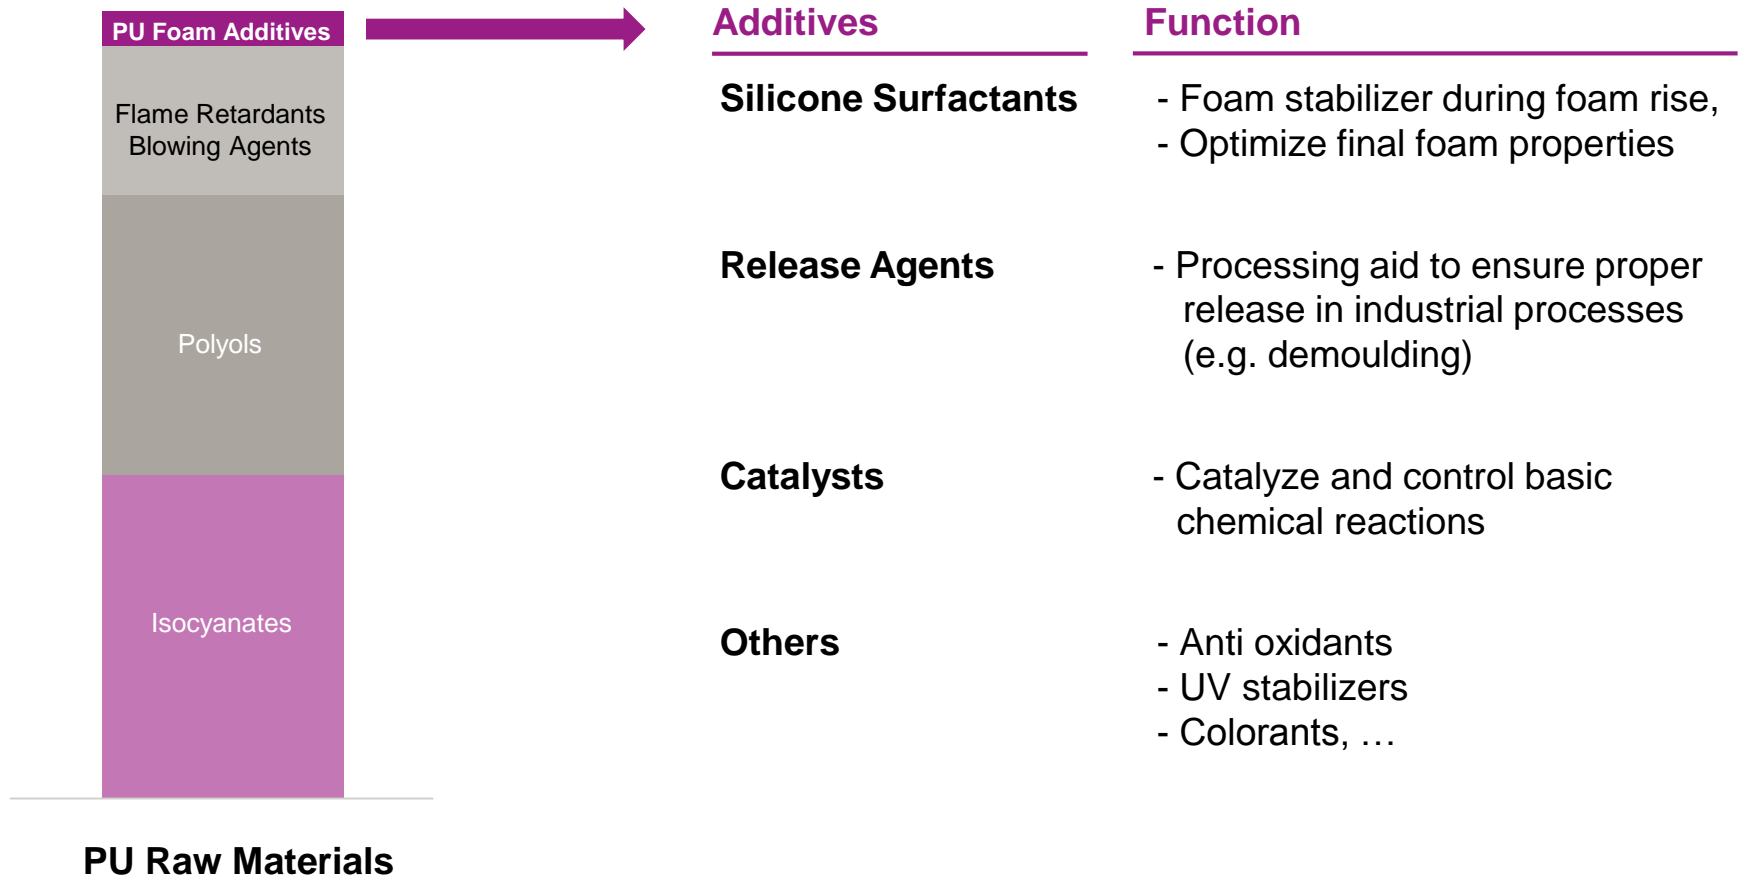 PU Foam Additives
Flame Retardants
Blowing Agents
Polyols
Isocyanates
PU Raw Materials
Additives
Function
Silicone Surfactants
- Foam stabilizer during foam rise,
- Optimize final foam properties
Release Agents
- Processing aid to ensure proper
release in industrial processes
(e.g. demoulding)
Catalysts
- Catalyze and control basic
chemical reactions
Others
- Anti oxidants
- UV stabilizers
- Colorants, …